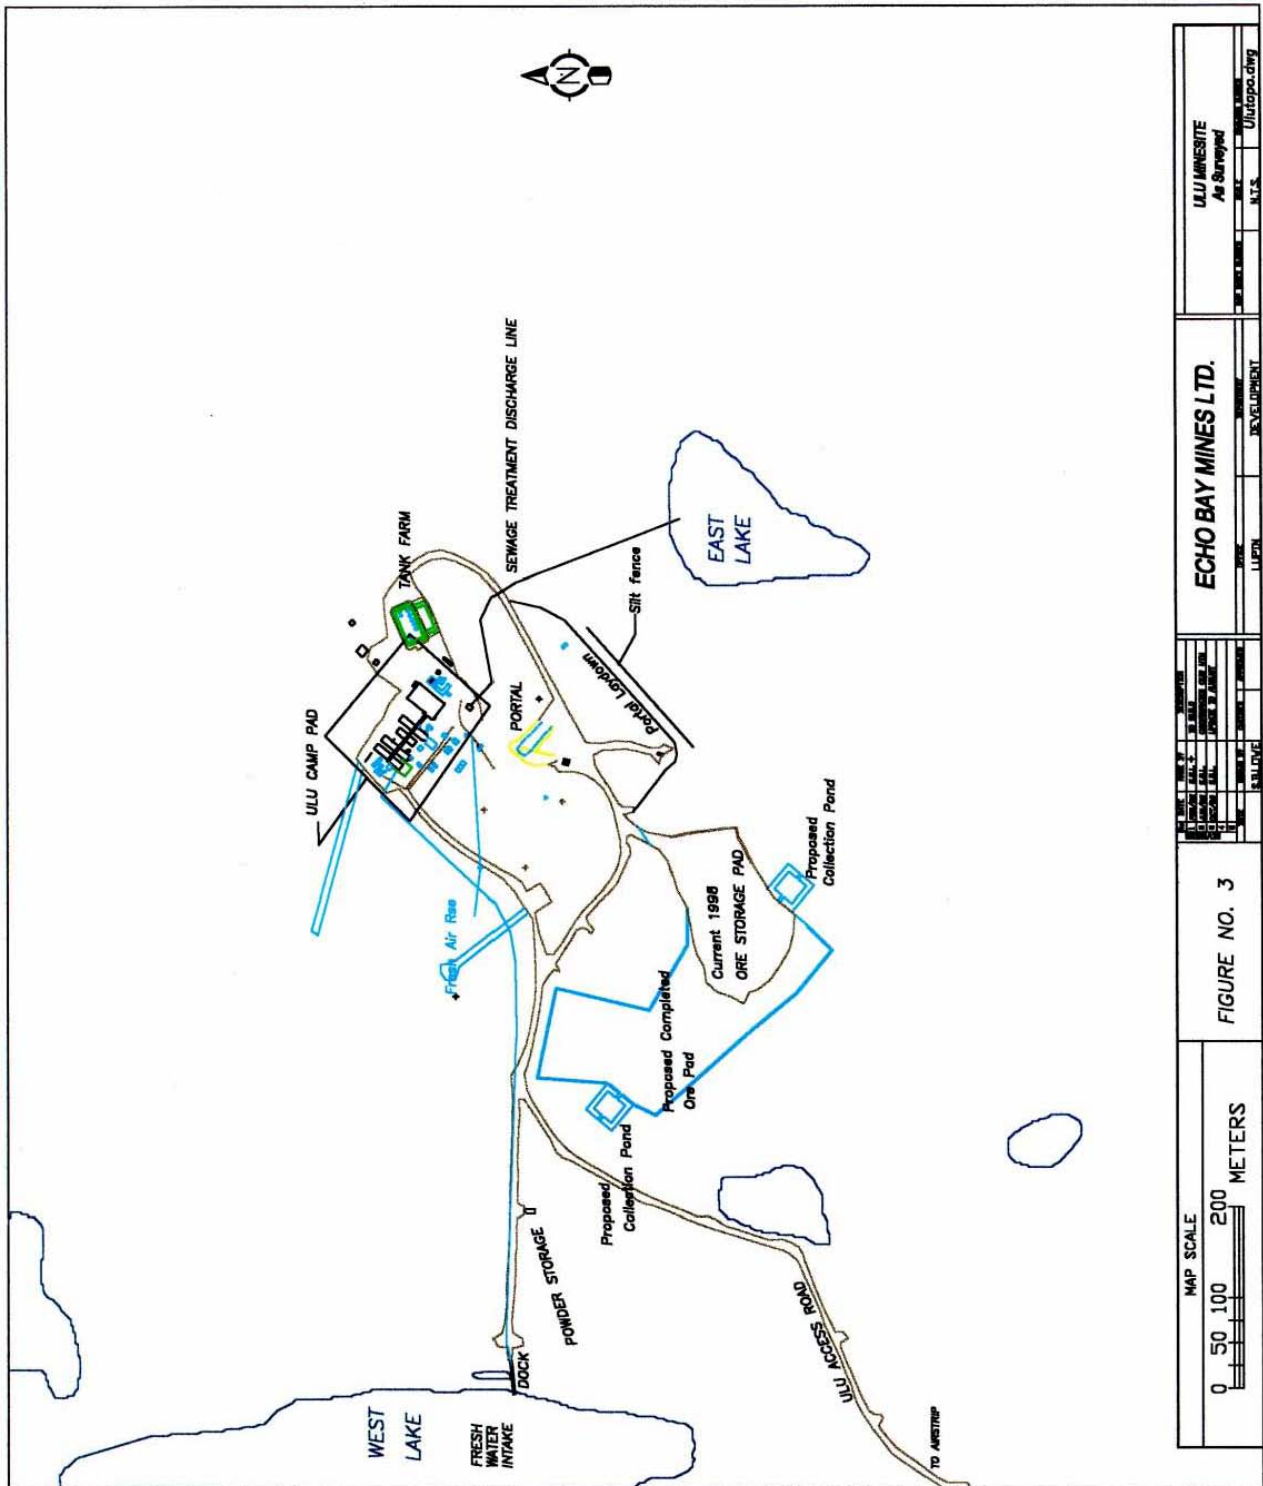 N
ULU CAMP PAD
TANK FARM
SEWAGE TREATMENT DISCHARGE LINE
PORTAL
EAST
LAKE
Silt fence
Portal Laydown
Fresh Air Rse
Current 1998
ORE STORAGE PAD
Proposed
Collection Pond
Proposed Completed
Ore Pad
Proposed
Collection Pond
POWDER STORAGE
DOCK
WEST
LAKE
FRESH
WATER
INTAKE
ULU ACCESS ROAD
TO AIRSTRIP
MAP SCALE
0 50 100 200 METERS
FIGURE NO. 3
ECHO BAY MINES LTD.
LUPIN
DEVELOPMENT
ULU MINESITE
As Surveyed
N.T.S.
Ulutopo.dwg